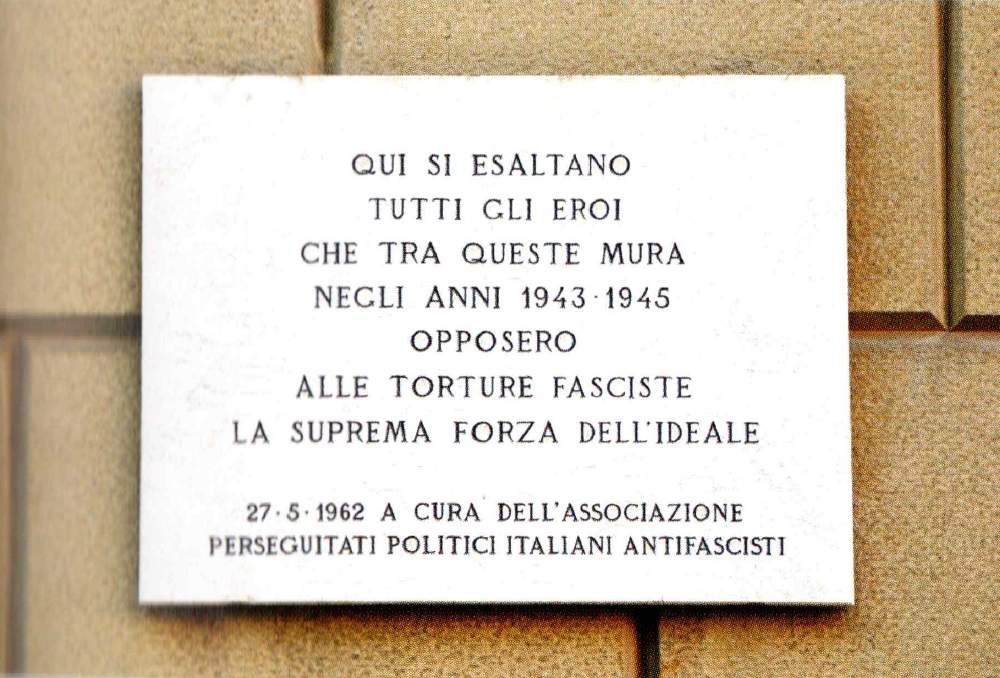 QUI SI ESALTANO
TUTTI GLI EROI
CHE TRA QUESTE MURA
NEGLI ANNI 1943·1945
OPPOSERO
ALLE TORTURE FASCISTE
LA SUPREMA FORZA DELL'IDEALE
27·5·1962 A CURA DELL'ASSOCIAZIONE
PERSEGUITATI POLITICI ITALIANI ANTIFASCISTI